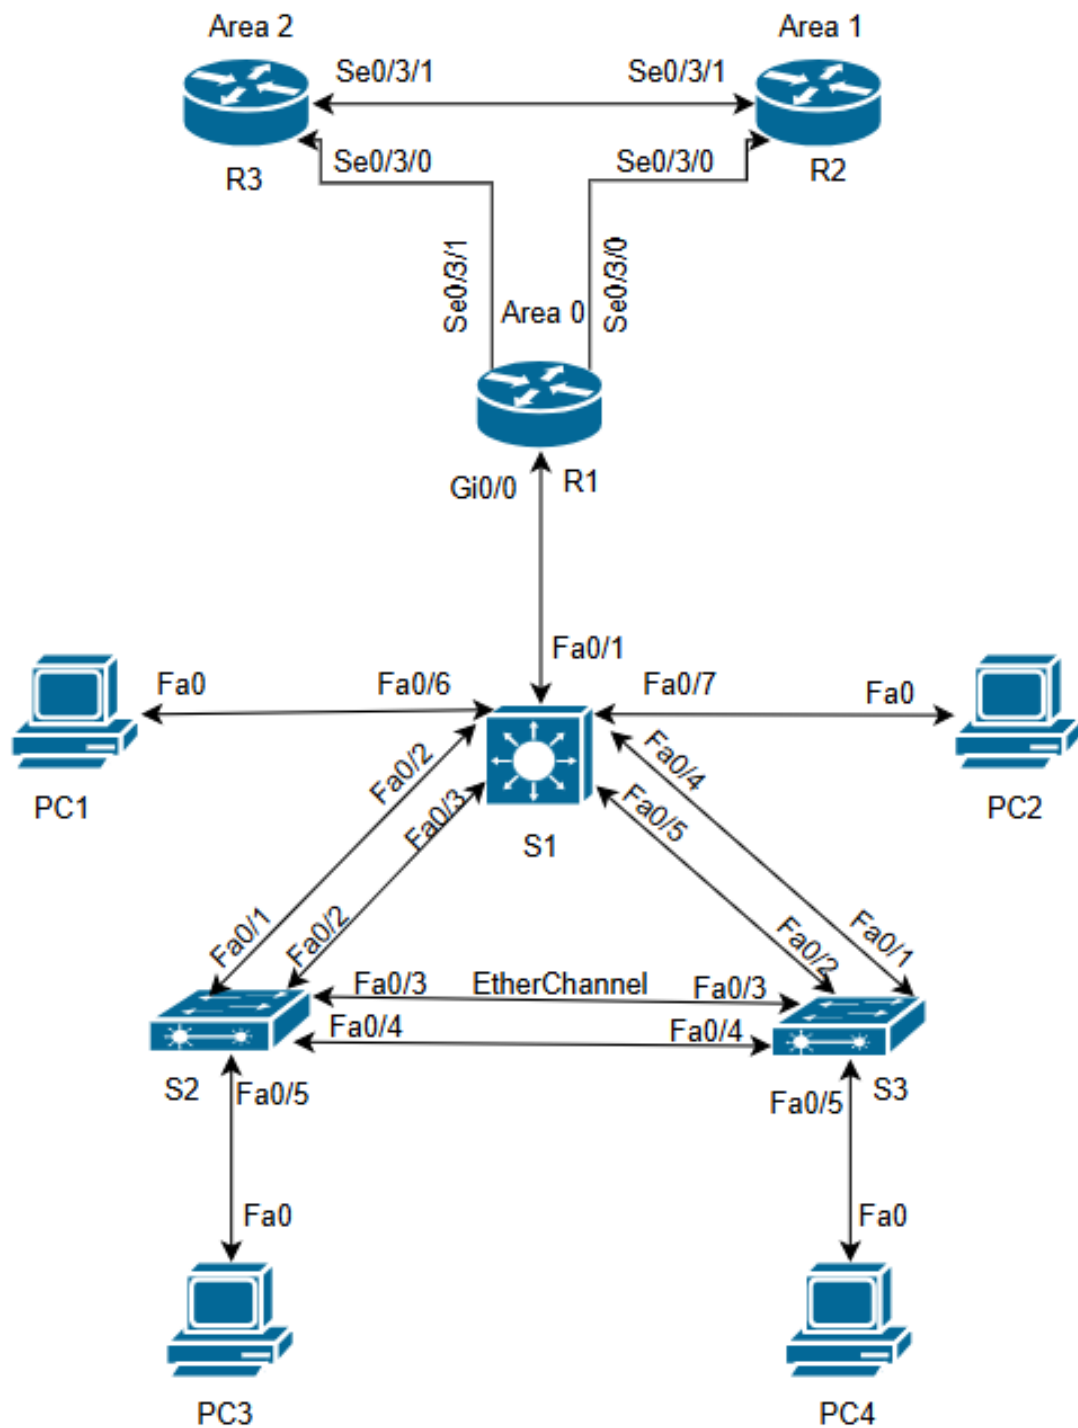 Area 2
Area 1
Se0/3/1
Se0/3/1
R3
Se0/3/0
Se0/3/0
R2
Se0/3/1
Area 0
Se0/3/0
Gi0/0
R1
Fa0/1
Fa0
Fa0/6
Fa0/7
Fa0
PC1
Fa0/2
Fa0/3
S1
Fa0/5
Fa0/4
PC2
Fa0/1
Fa0/2
Fa0/2
Fa0/1
Fa0/3
EtherChannel
Fa0/3
Fa0/4
Fa0/4
S2
Fa0/5
Fa0/5
S3
Fa0
Fa0
PC3
PC4